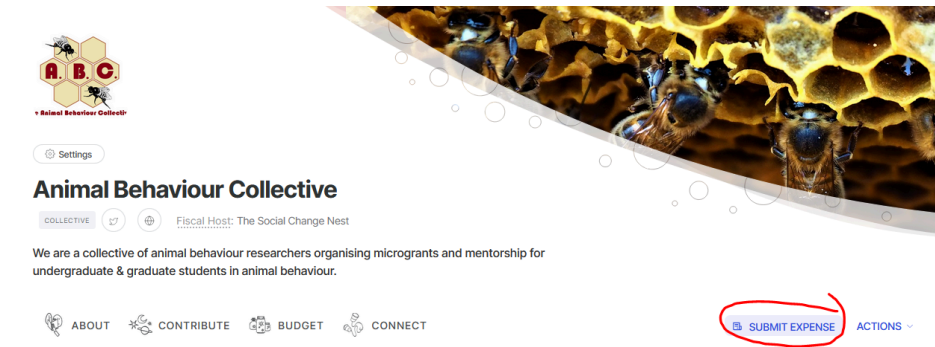 A. B. C.
Animal Behaviour Collecti
Settings
Animal Behaviour Collective
COLLECTIVE Fiscal Host: The Social Change Nest
We are a collective of animal behaviour researchers organising microgrants and mentorship for
undergraduate & graduate students in animal behaviour.
ABOUT CONTRIBUTE BUDGET CONNECT SUBMIT EXPENSE ACTIONS